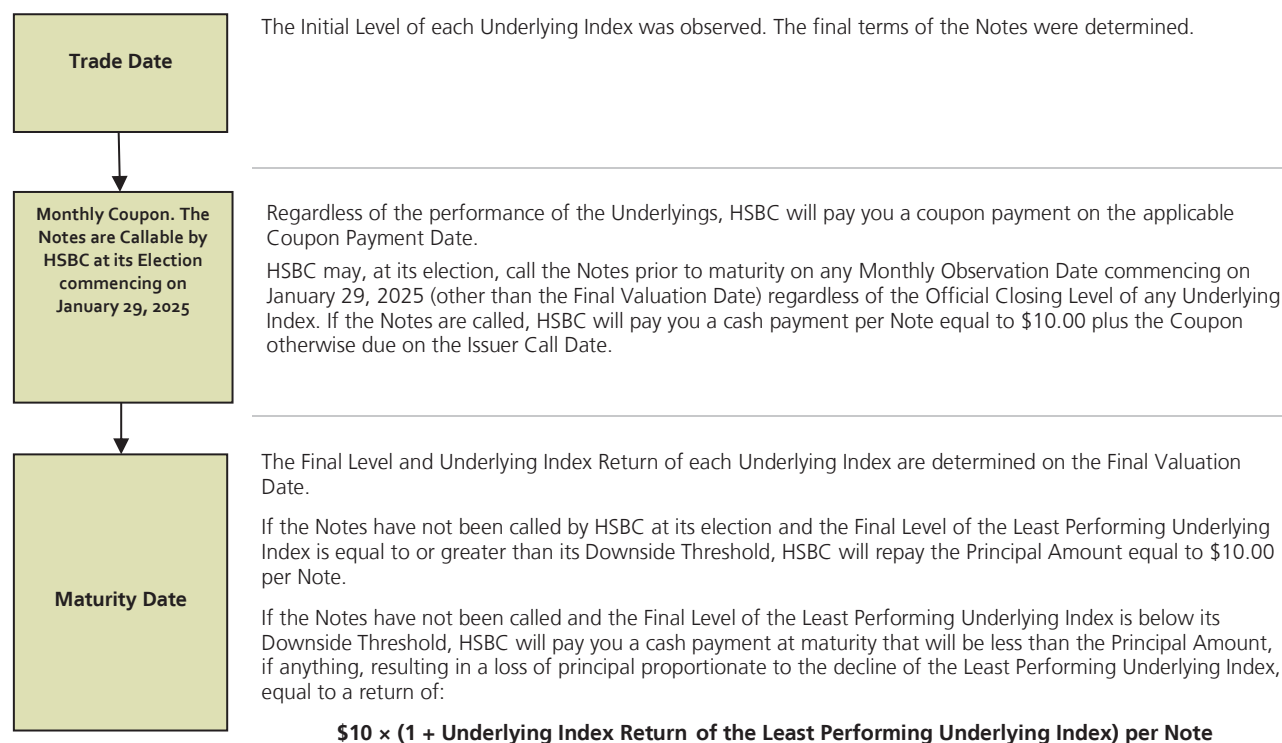 Trade Date
The Initial Level of each Underlying Index was observed. The final terms of the Notes were determined.
Monthly Coupon. The
Notes are Callable by
HSBC at its Election
commencing on
January 29, 2025
Regardless of the performance of the Underlyings, HSBC will pay you a coupon payment on the applicable
Coupon Payment Date.
HSBC may, at its election, call the Notes prior to maturity on any Monthly Observation Date commencing on
January 29, 2025 (other than the Final Valuation Date) regardless of the Official Closing Level of any Underlying
Index. If the Notes are called, HSBC will pay you a cash payment per Note equal to $10.00 plus the Coupon
otherwise due on the Issuer Call Date.
Maturity Date
The Final Level and Underlying Index Return of each Underlying Index are determined on the Final Valuation
Date.
If the Notes have not been called by HSBC at its election and the Final Level of the Least Performing Underlying
Index is equal to or greater than its Downside Threshold, HSBC will repay the Principal Amount equal to $10.00
per Note.
If the Notes have not been called and the Final Level of the Least Performing Underlying Index is below its
Downside Threshold, HSBC will pay you a cash payment at maturity that will be less than the Principal Amount,
if anything, resulting in a loss of principal proportionate to the decline of the Least Performing Underlying Index,
equal to a return of:
$10 × (1 + Underlying Index Return of the Least Performing Underlying Index) per Note